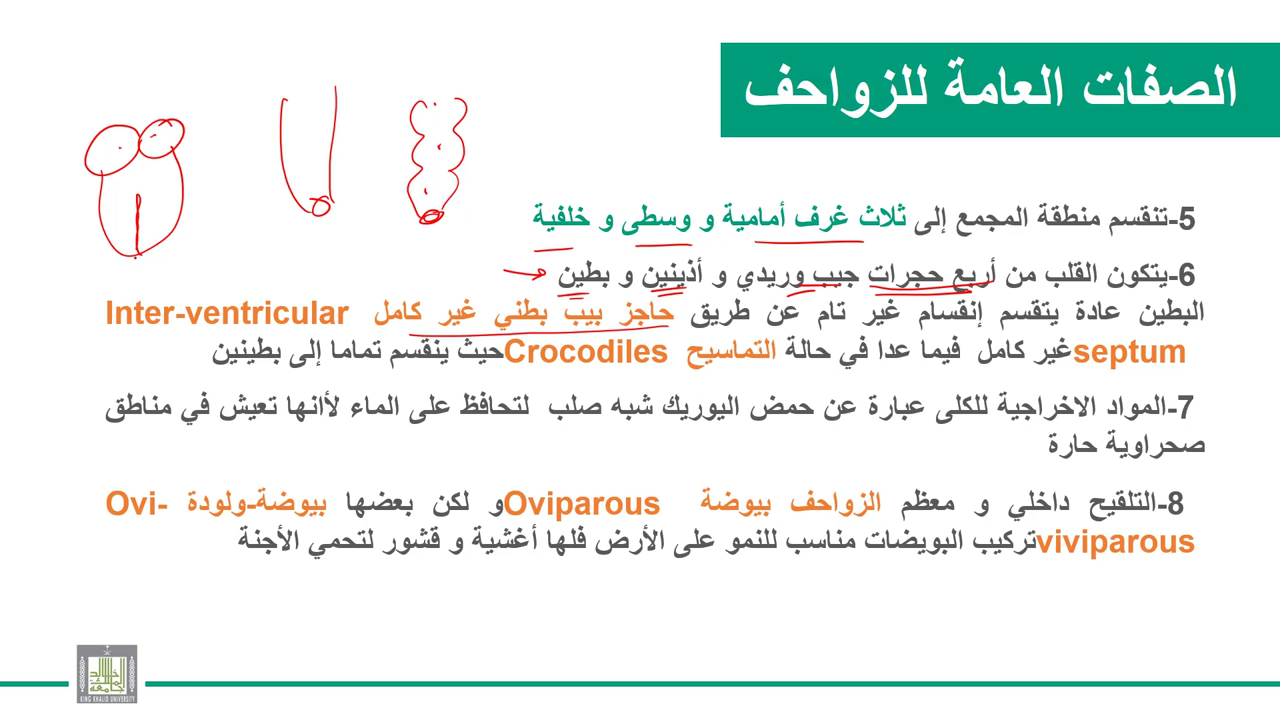 الصفات العامة للزواحف
5-تنقسم منطقة المجمع إلى ثلاث غرف أمامية و وسطى و خلفية
6-يتكون القلب من أربع حجرات جيب وريدي و أذينين و بطين
البطين عادة يتقسم إنقسام غير تام عن طريق حاجز بيب بطني غير كامل Inter-ventricular
septum غير كامل فيما عدا في حالة التماسيح Crocodiles حيث ينقسم تماما إلى بطينين
7-المواد الاخراجية للكلى عبارة عن حمض اليوريك شبه صلب لتحافظ على الماء لأانها تعيش في مناطق
صحراوية حارة
8-التلقيح داخلي و معظم الزواحف بيوضة Oviparous و لكن بعضها بيوضة-ولودة Ovi-
viviparous تركيب البويضات مناسب للنمو على الأرض فلها أغشية و قشور لتحمي الأجنة
KING KHALID UNIVERSITY